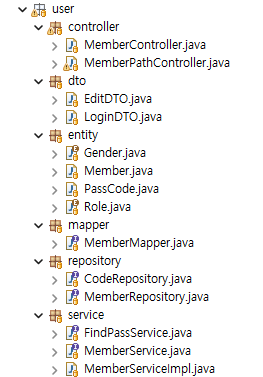 user
controller
MemberController.java
MemberPathController.java
dto
EditDTO.java
LoginDTO.java
entity
Gender.java
Member.java
PassCode.java
Role.java
mapper
MemberMapper.java
repository
CodeRepository.java
MemberRepository.java
service
FindPassService.java
MemberService.java
MemberServiceImpl.java